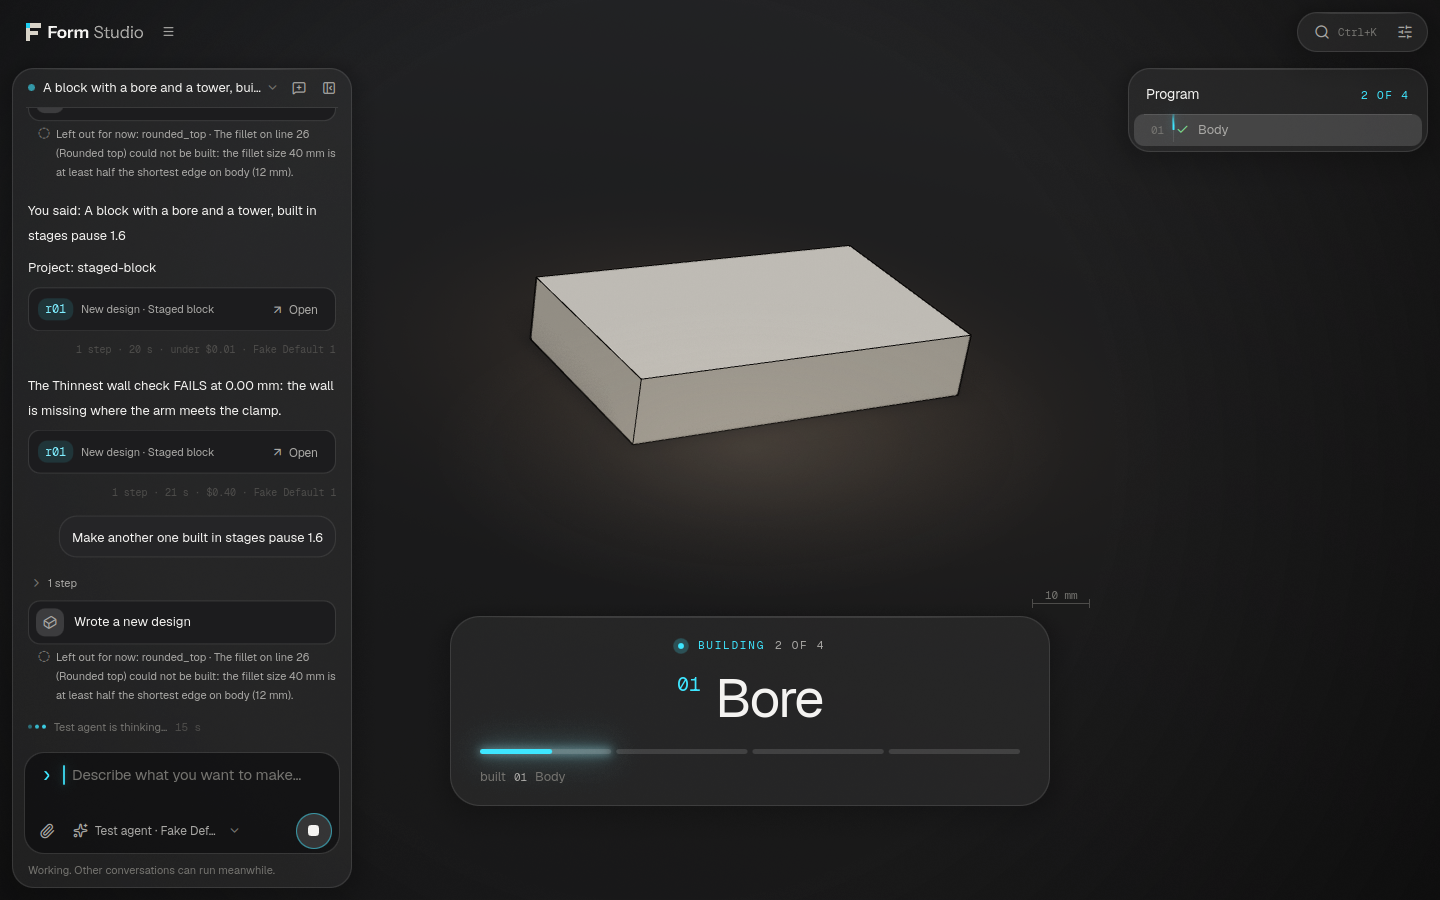 Form Studio
Ctrl+K
A block with a bore and a tower, bui...
Left out for now: rounded_top · The fillet on line 26
(Rounded top) could not be built: the fillet size 40 mm is
at least half the shortest edge on body (12 mm).
You said: A block with a bore and a tower, built in
stages pause 1.6
Project: staged-block
r01 New design · Staged block Open
1 step · 20 s · under $0.01 · Fake Default 1
The Thinnest wall check FAILS at 0.00 mm: the wall
is missing where the arm meets the clamp.
r01 New design · Staged block Open
1 step · 21 s · $0.40 · Fake Default 1
Make another one built in stages pause 1.6
1 step
Wrote a new design
Left out for now: rounded_top · The fillet on line 26
(Rounded top) could not be built: the fillet size 40 mm is
at least half the shortest edge on body (12 mm).
Test agent is thinking... 15 s
Describe what you want to make...
Test agent · Fake Def...
Working. Other conversations can run meanwhile.
Program 2 OF 4
01 Body
10 mm
BUILDING 2 OF 4
01 Bore
built 01 Body